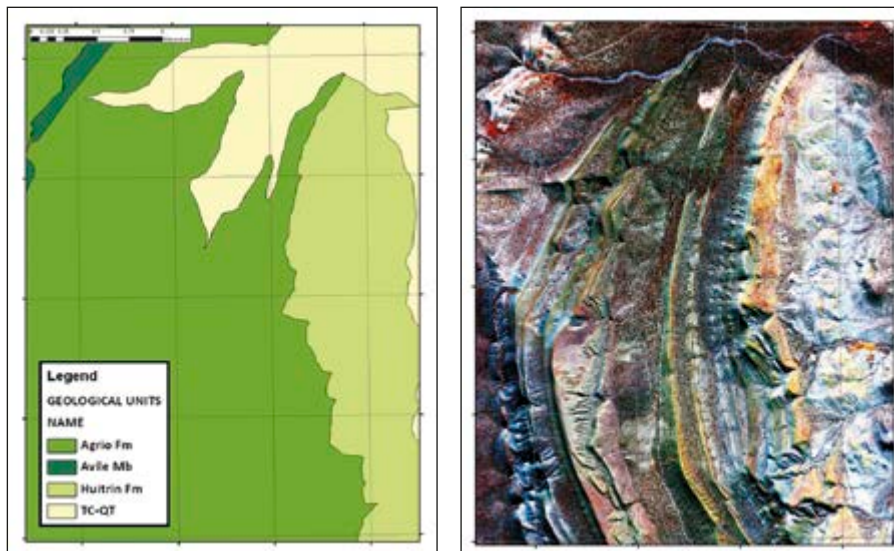 Legend
GEOLOGICAL UNITS
NAME
Agrio Fm
Avile Mb
Huitrin Fm
TC-QT